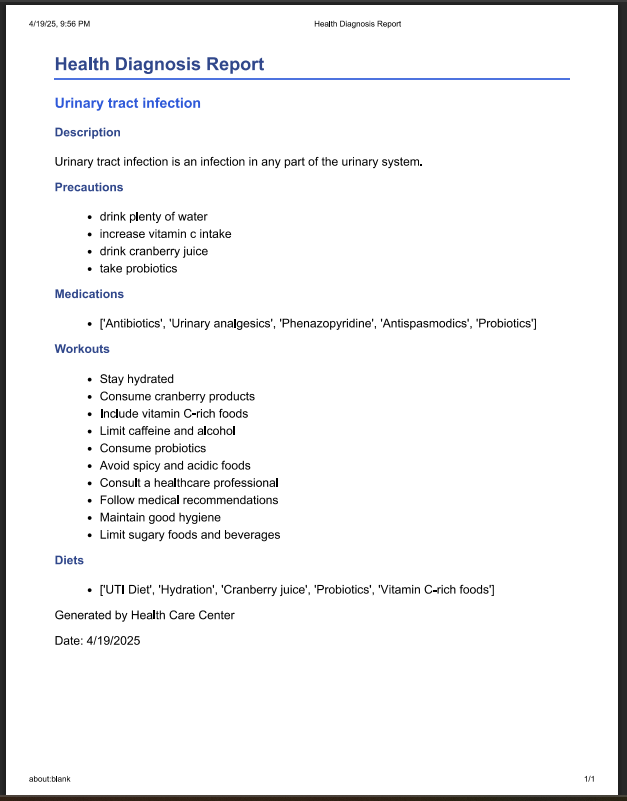 4/19/25, 9:56 PM Health Diagnosis Report
Health Diagnosis Report
Urinary tract infection
Description
Urinary tract infection is an infection in any part of the urinary system.
Precautions
• drink plenty of water
• increase vitamin c intake
• drink cranberry juice
• take probiotics
Medications
• ['Antibiotics', 'Urinary analgesics', 'Phenazopyridine', 'Antispasmodics', 'Probiotics']
Workouts
• Stay hydrated
• Consume cranberry products
• Include vitamin C-rich foods
• Limit caffeine and alcohol
• Consume probiotics
• Avoid spicy and acidic foods
• Consult a healthcare professional
• Follow medical recommendations
• Maintain good hygiene
• Limit sugary foods and beverages
Diets
• ['UTI Diet', 'Hydration', 'Cranberry juice', 'Probiotics', 'Vitamin C-rich foods']
Generated by Health Care Center
Date: 4/19/2025
about:blank 1/1